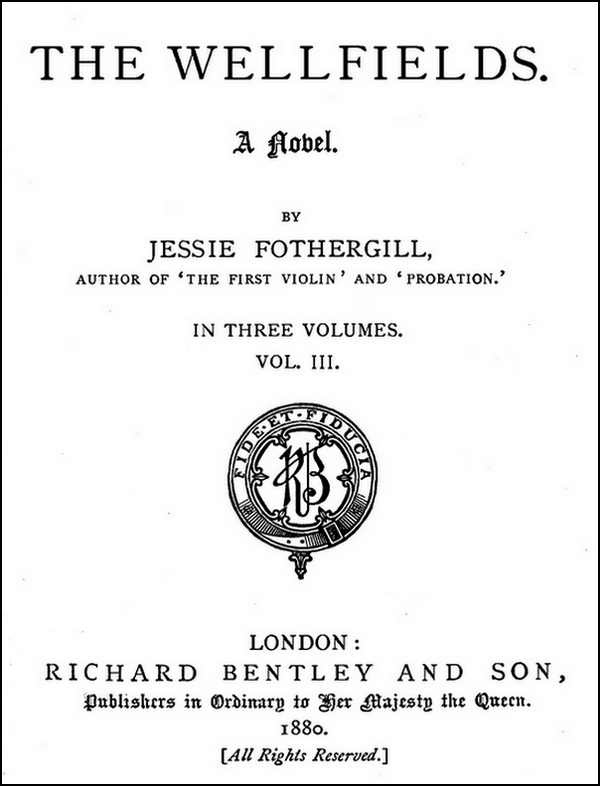 THE WELLFIELDS.
A Novel.
BY
JESSIE FOTHERGILL,
AUTHOR OF ‘THE FIRST VIOLIN’ AND ‘PROBATION.’
IN THREE VOLUMES.
VOL. III.
FIDE·ET·FIDUCIA
RB
LONDON:
RICHARD BENTLEY AND SON,
Publishers in Ordinary to Her Majesty the Queen.
1880.
[All Rights Reserved.]